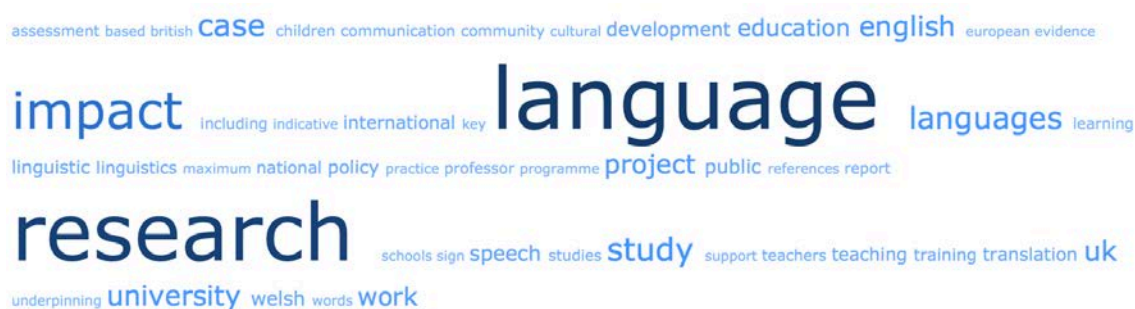 assessment based british case children communication community cultural development education english european evidence
impact including indicative international key language languages learning
linguistic linguistics maximum national policy practice professor programme project public references report
research schools sign speech studies study support teachers teaching training translation uk
underpinning university welsh words work